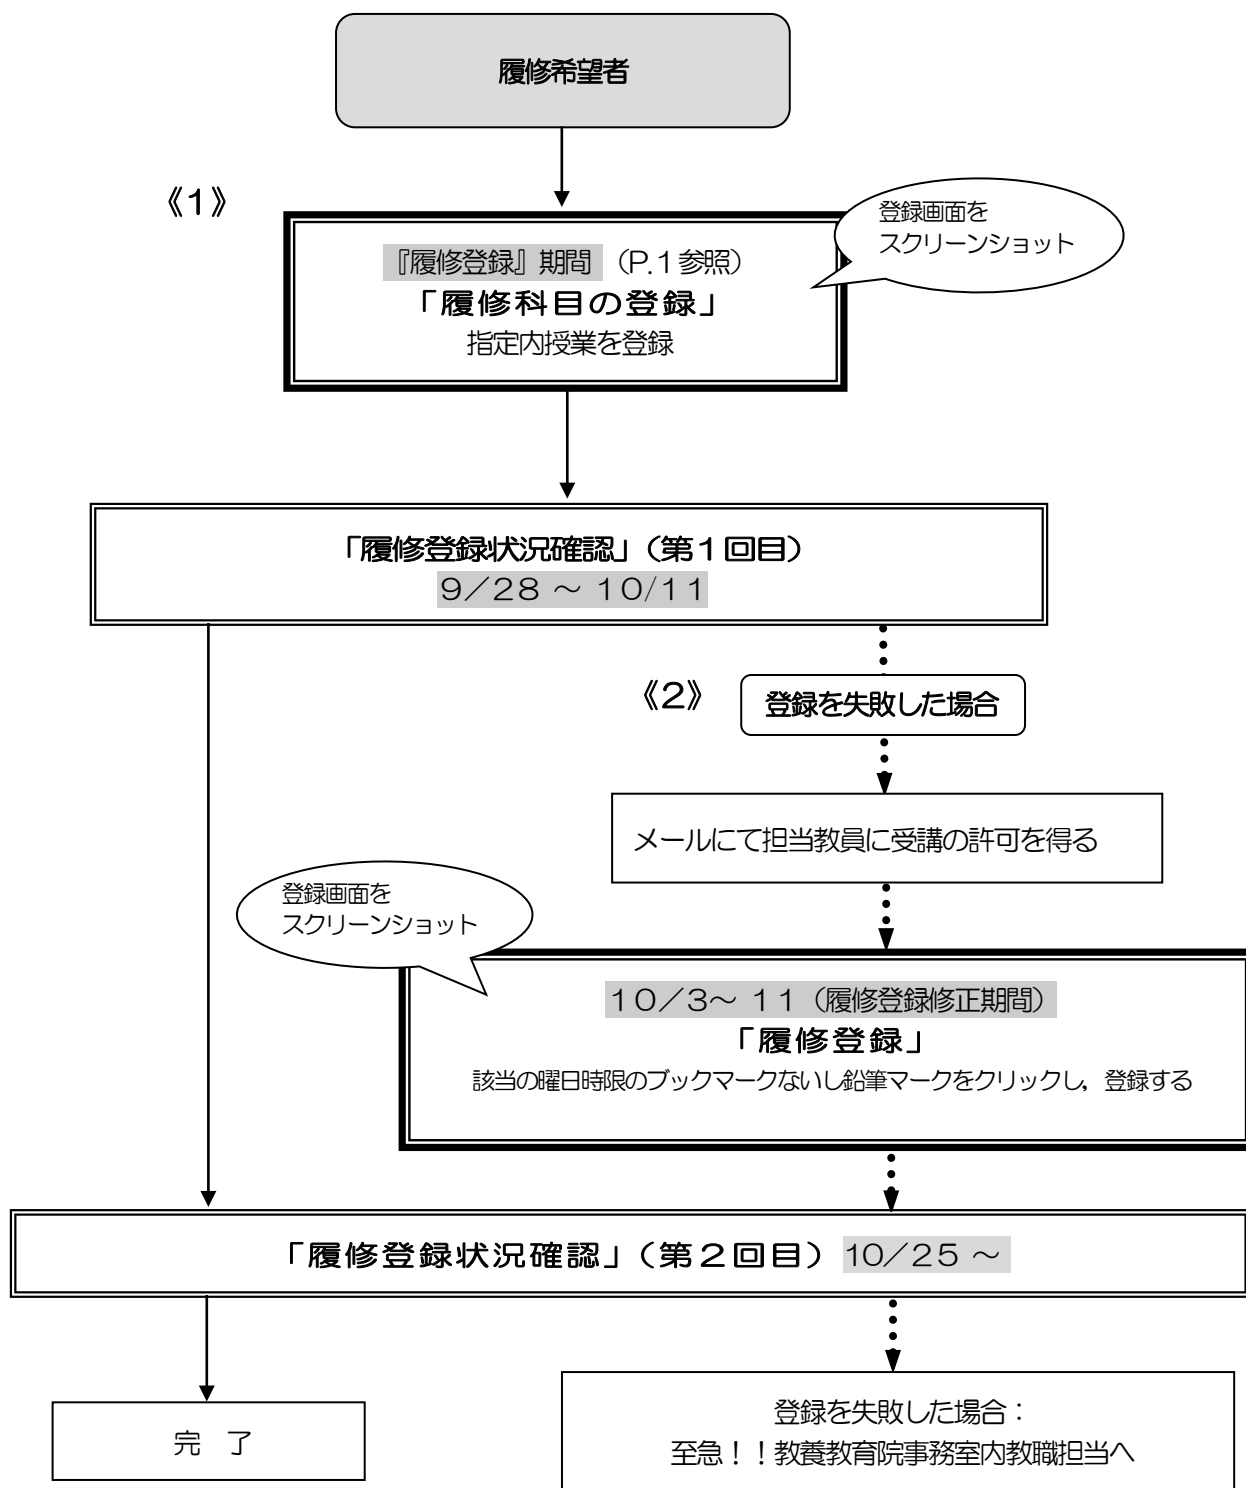 履修希望者
《1》
登録画面を
スクリーンショット
『履修登録』期間 （P.1参照）
「履修科目の登録」
指定内授業を登録
「履修登録状況確認」（第１回目）
９／28 ～ 10/11
《2》
登録を失敗した場合
メールにて担当教員に受講の許可を得る
登録画面を
スクリーンショット
１０／３～ １１（履修登録修正期間）
「履修登録」
該当の曜日時限のブックマークないし鉛筆マークをクリックし，登録する
「履修登録状況確認」（第２回目） 10／25 ～
完　了
登録を失敗した場合：
至急！！教養教育院事務室内教職担当へ